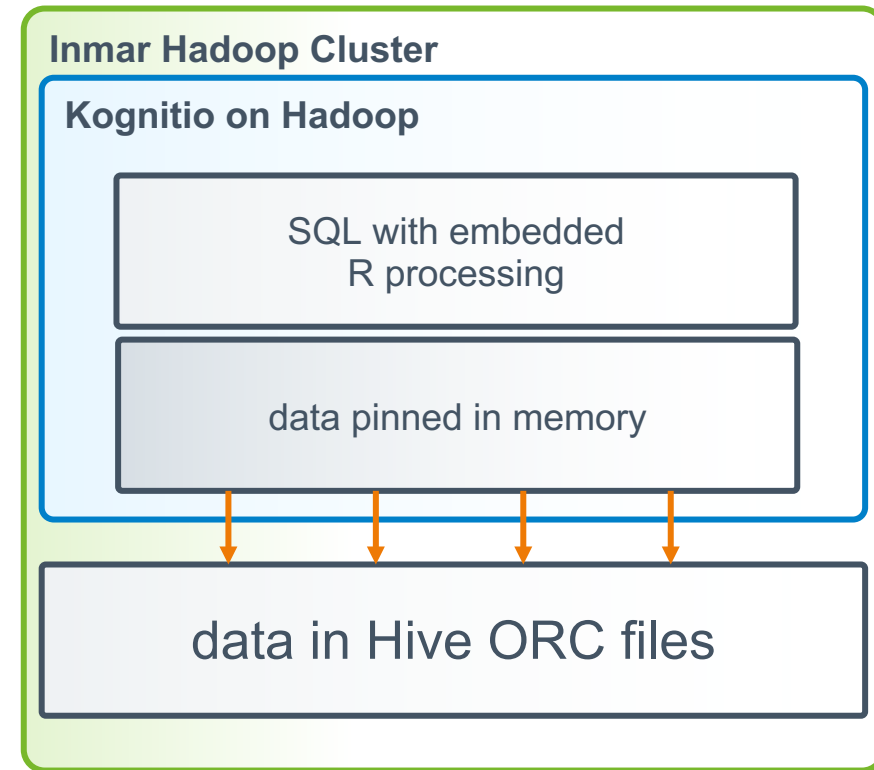 Inmar Hadoop Cluster
Kognitio on Hadoop
SQL with embedded
R processing
data pinned in memory
data in Hive ORC files